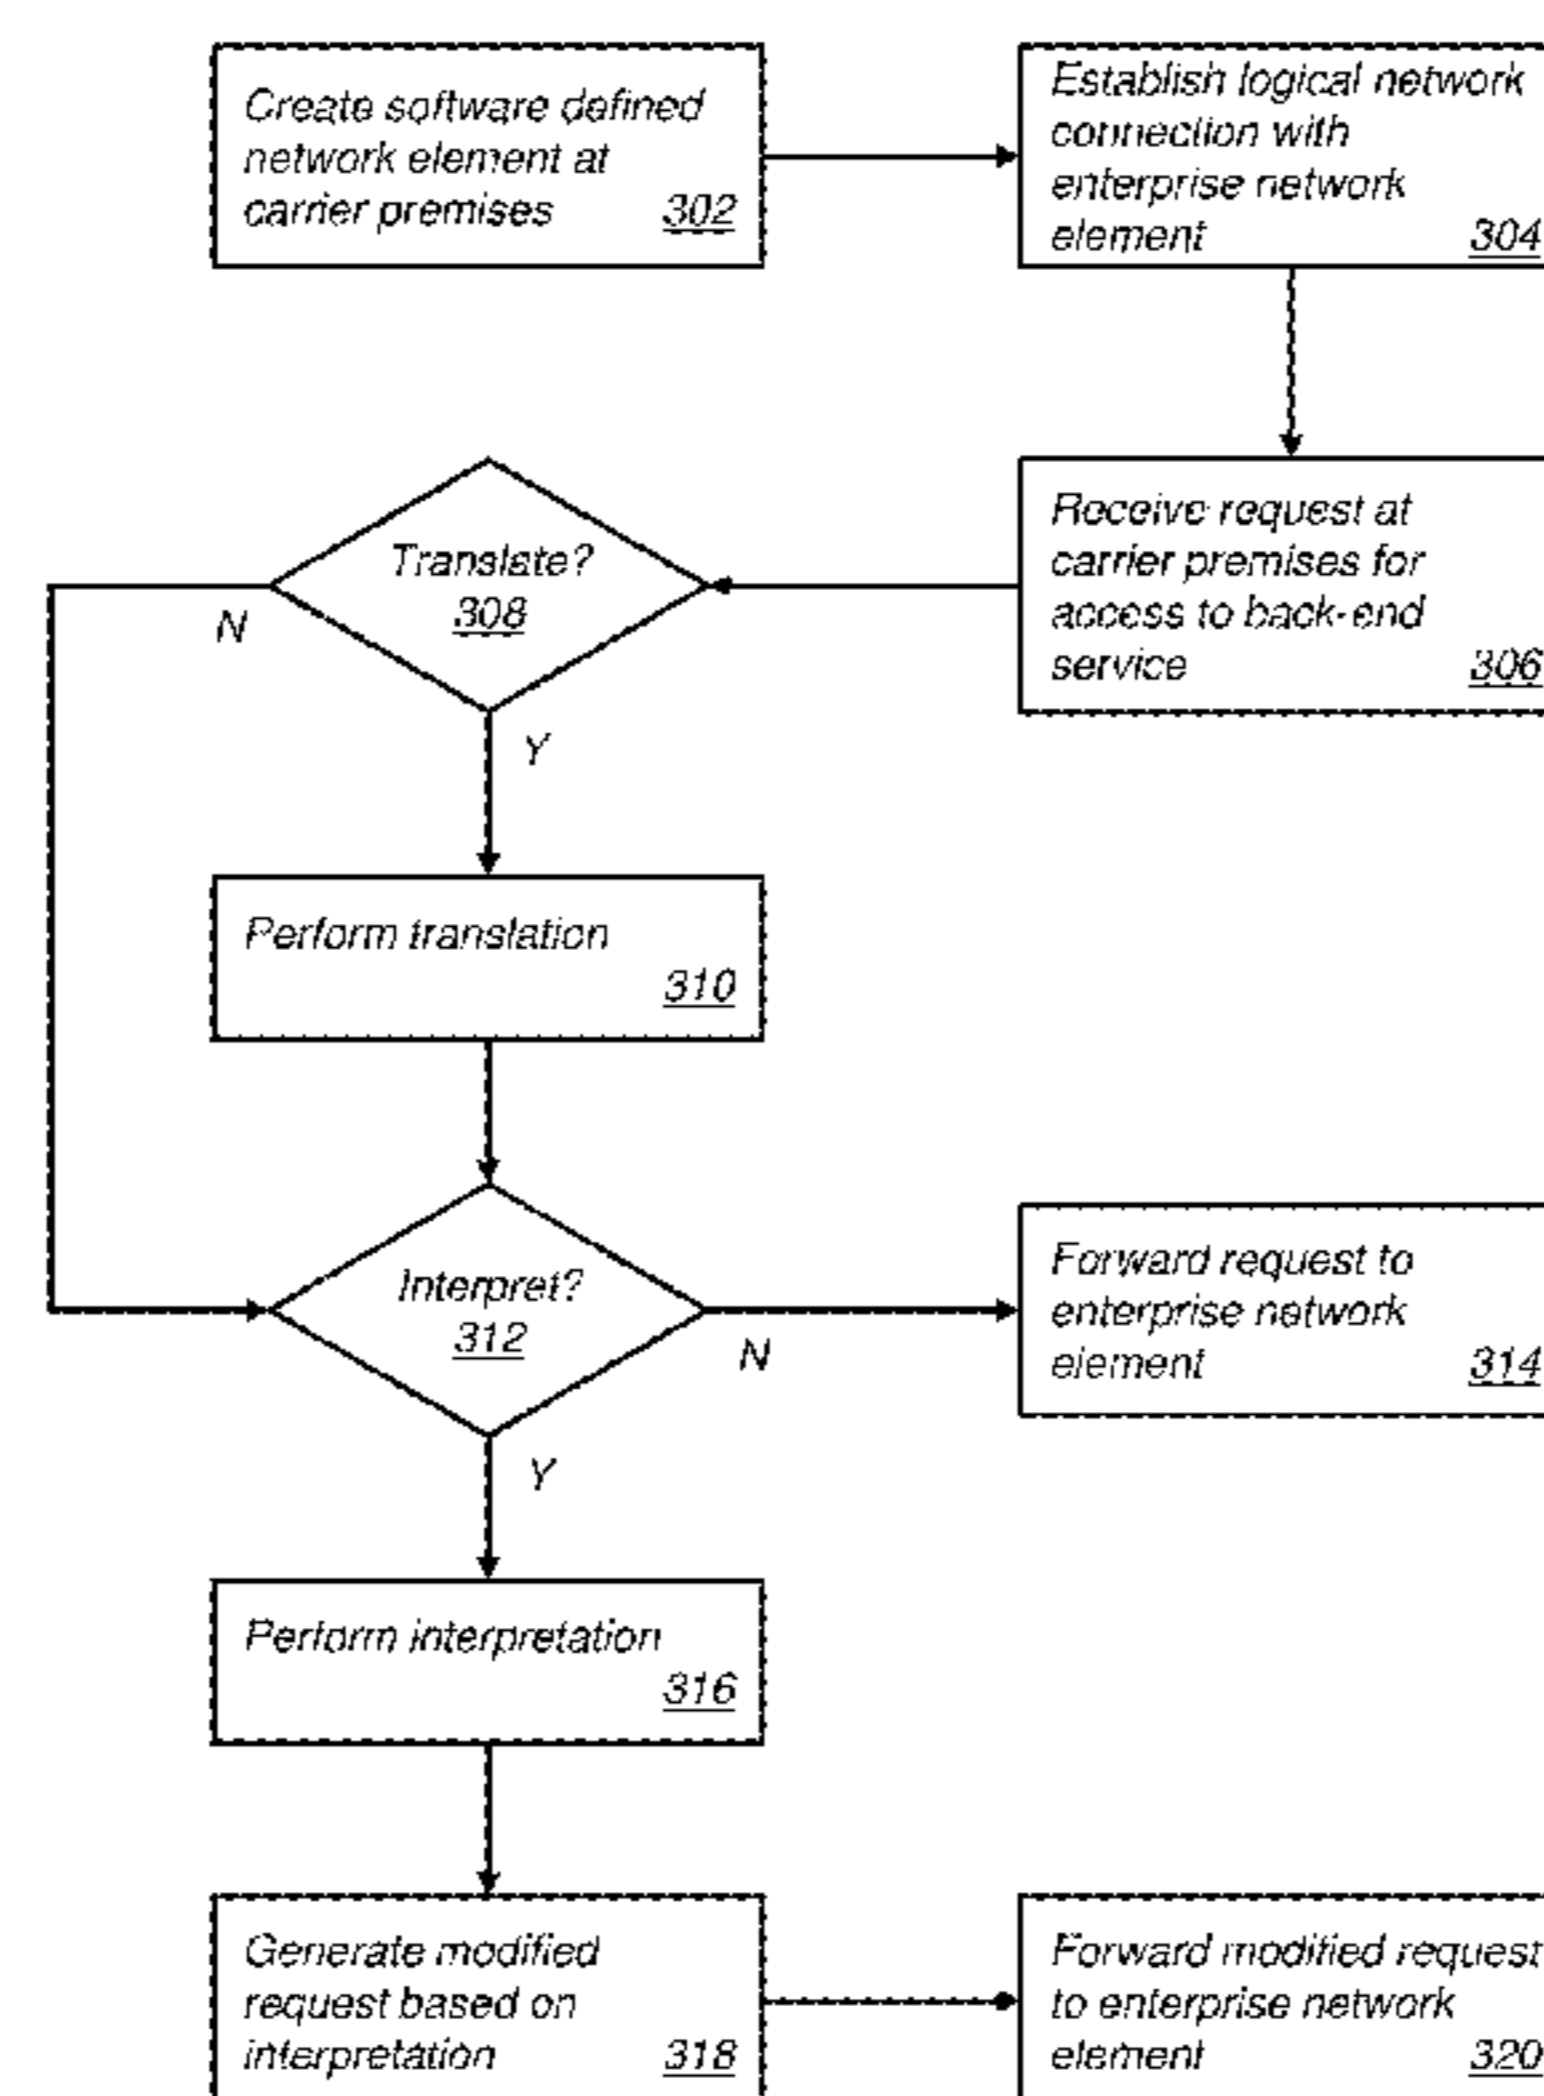 Create software defined
network element at
carrier premises 302
Establish logical network
connection with
enterprise network
element 304
Receive request at
carrier premises for
access to back-end
service 306
Translate?
308
N
Y
Perform translation
310
Interpret?
312
N
Y
Forward request to
enterprise network
element 314
Perform interpretation
316
Generate modified
request based on
interpretation 318
Forward modified request
to enterprise network
element 320